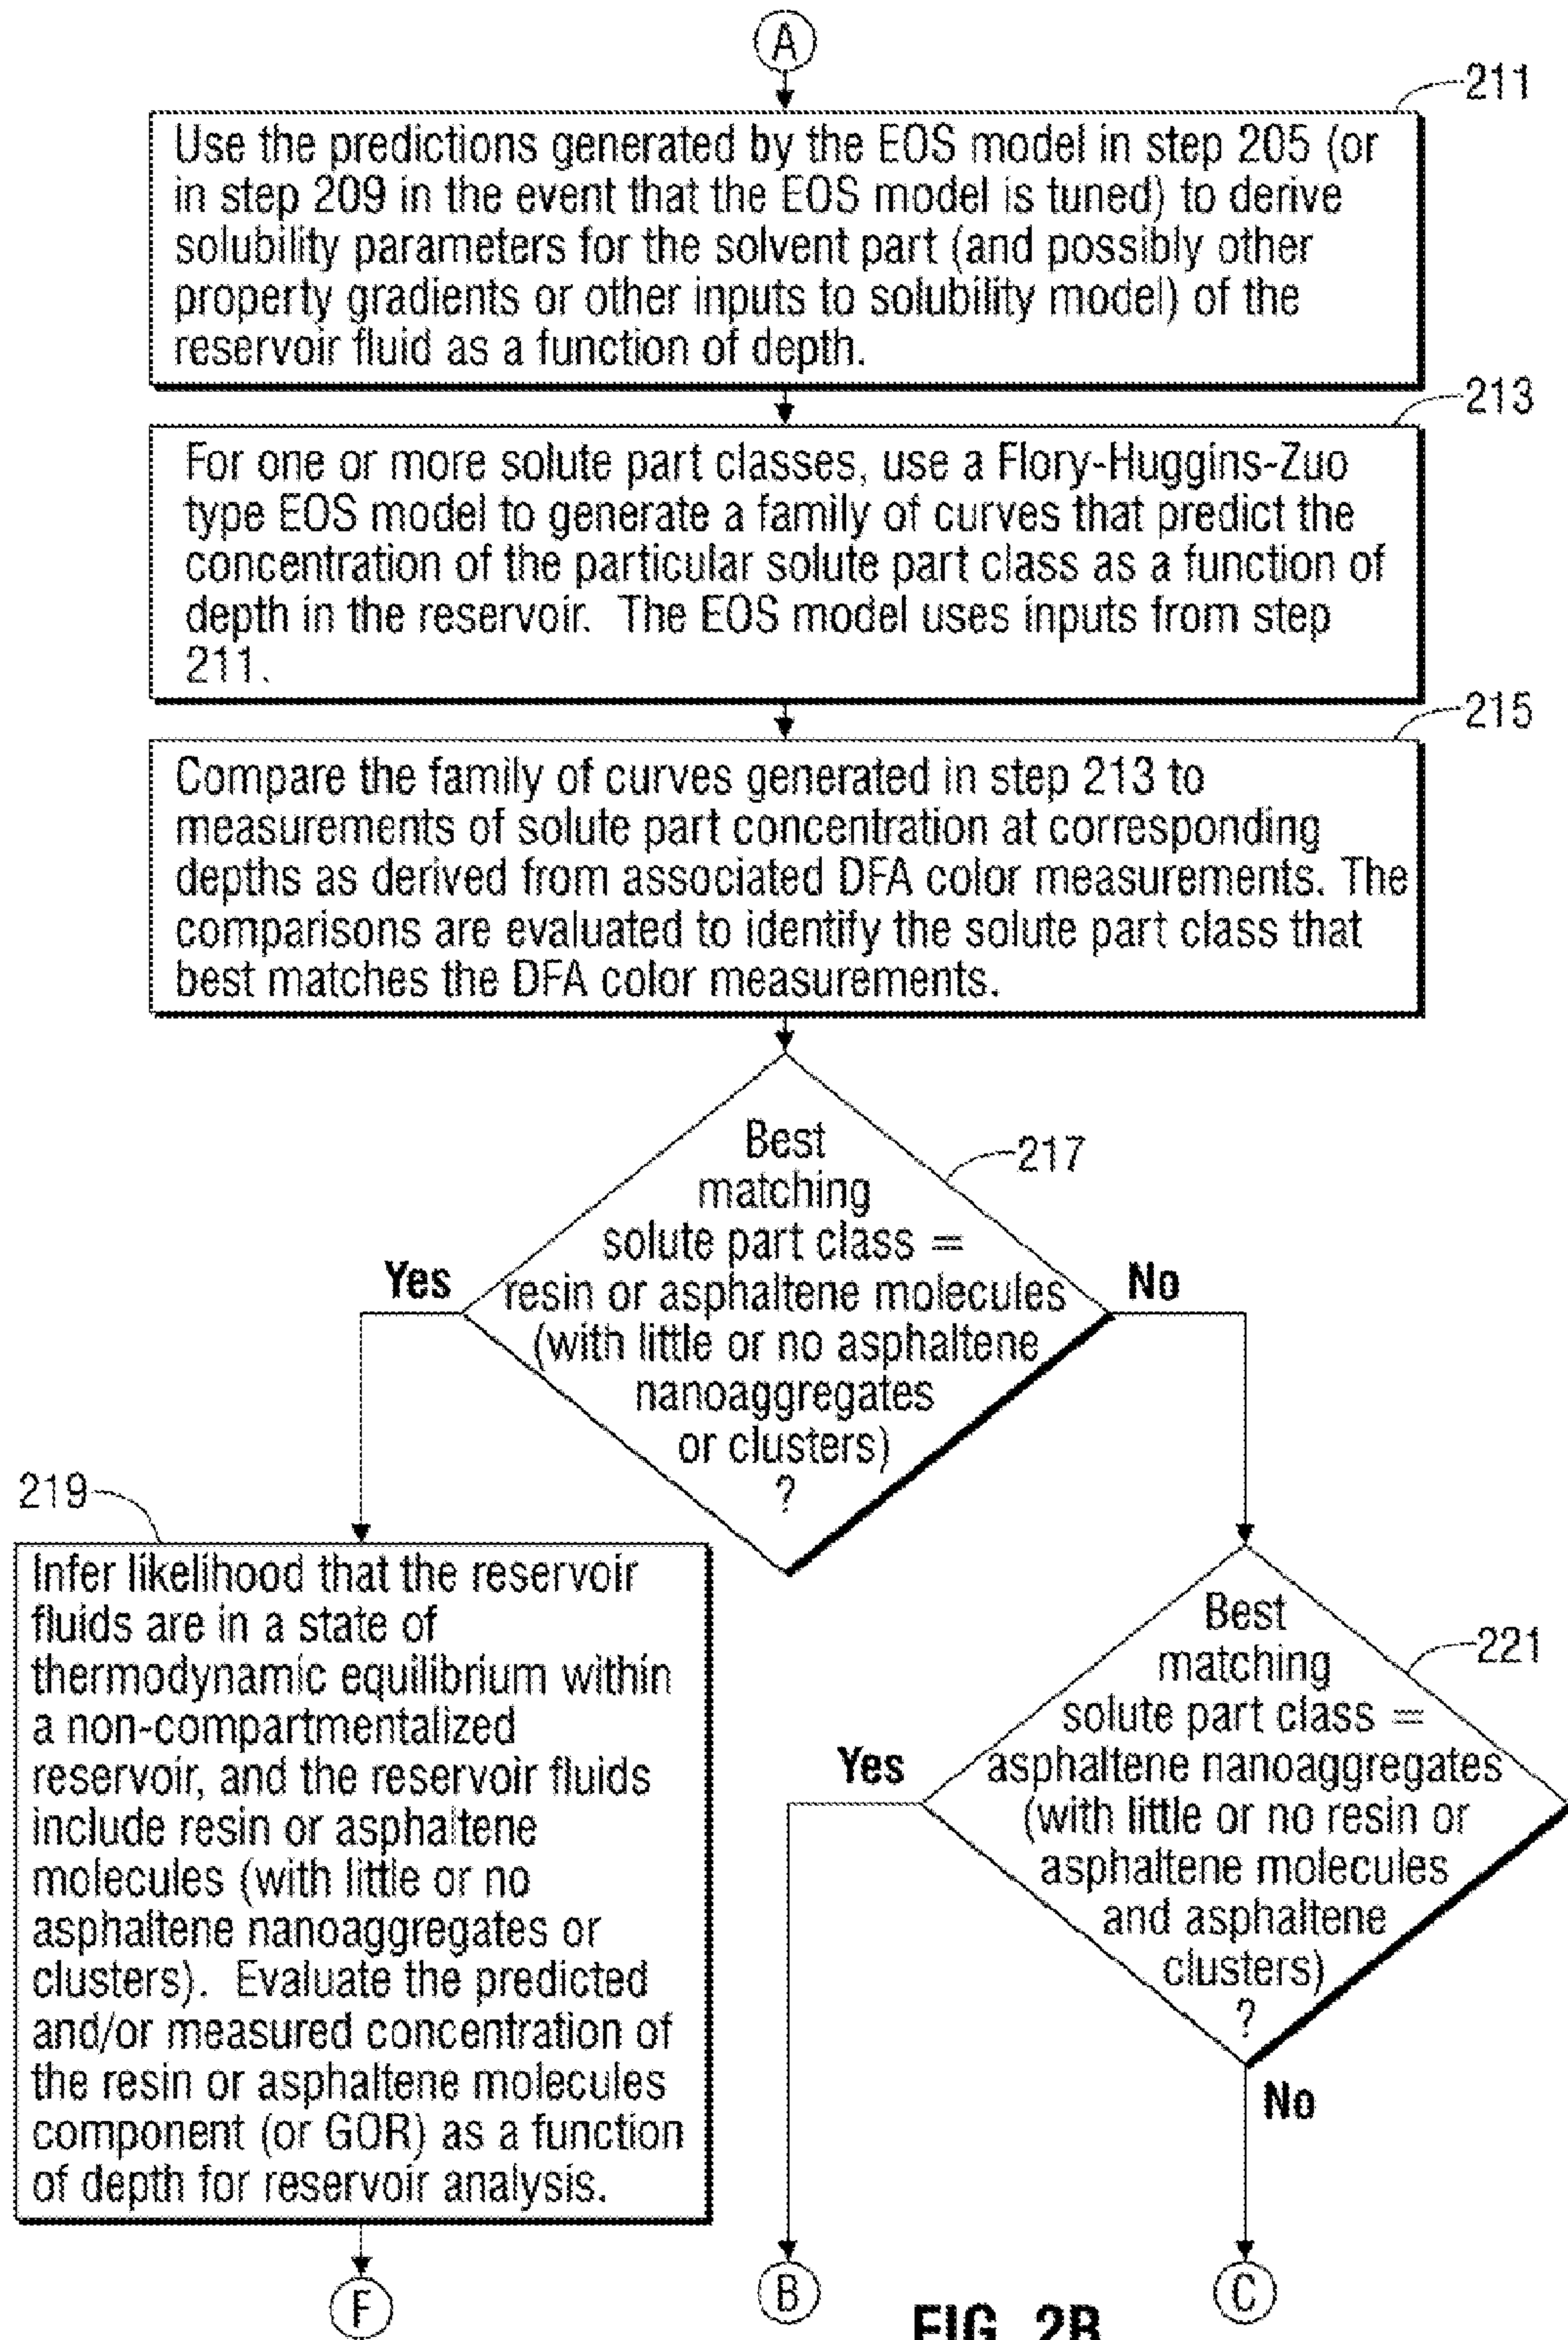 A
211
Use the predictions generated by the EOS model in step 205 (or
in step 209 in the event that the EOS model is tuned) to derive
solubility parameters for the solvent part (and possibly other
property gradients or other inputs to solubility model) of the
reservoir fluid as a function of depth.
213
For one or more solute part classes, use a Flory-Huggins-Zuo
type EOS model to generate a family of curves that predict the
concentration of the particular solute part class as a function of
depth in the reservoir. The EOS model uses inputs from step
211.
215
Compare the family of curves generated in step 213 to
measurements of solute part concentration at corresponding
depths as derived from associated DFA color measurements. The
comparisons are evaluated to identify the solute part class that
best matches the DFA color measurements.
217
Best
matching
solute part class =
resin or asphaltene molecules
(with little or no asphaltene
nanoaggregates
or clusters)
?
Yes
No
219
Infer likelihood that the reservoir
fluids are in a state of
thermodynamic equilibrium within
a non-compartmentalized
reservoir, and the reservoir fluids
include resin or asphaltene
molecules (with little or no
asphaltene nanoaggregates or
clusters). Evaluate the predicted
and/or measured concentration of
the resin or asphaltene molecules
component (or GOR) as a function
of depth for reservoir analysis.
221
Best
matching
solute part class =
asphaltene nanoaggregates
(with little or no resin or
asphaltene molecules
and asphaltene
clusters)
?
Yes
No
F
B
C
FIG. 2B